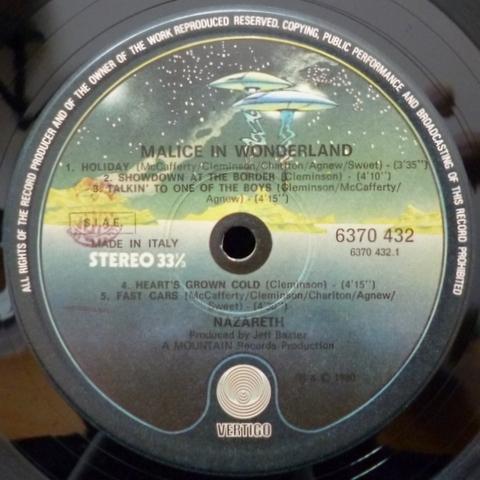 ALL RIGHTS OF THE RECORD PRODUCER AND OF THE OWNER OF THE WORK REPRODUCED RESERVED. COPYING, PUBLIC PERFORMANCE AND BROADCASTING OF THIS RECORD PROHIBITED
MALICE IN WONDERLAND
1. HOLIDAY (McCafferty/Cleminson/Charlton/Agnew/Sweet) - (3'35'')
2. SHOWDOWN AT THE BORDER (Cleminson) - (4'10'')
3. TALKIN' TO ONE OF THE BOYS (Cleminson/McCafferty/
Agnew) - (4'15'')
S.I.A.E.
6370 432
MADE IN ITALY
6370 432.1
STEREO 33⅓
4. HEART'S GROWN COLD (Cleminson) - (4'15'')
5. FAST CARS (McCafferty/Cleminson/Charlton/Agnew/
Sweet)
NAZARETH
Produced by Jeff Baxter
A MOUNTAIN Records Production
℗ & © 1980
VERTIGO